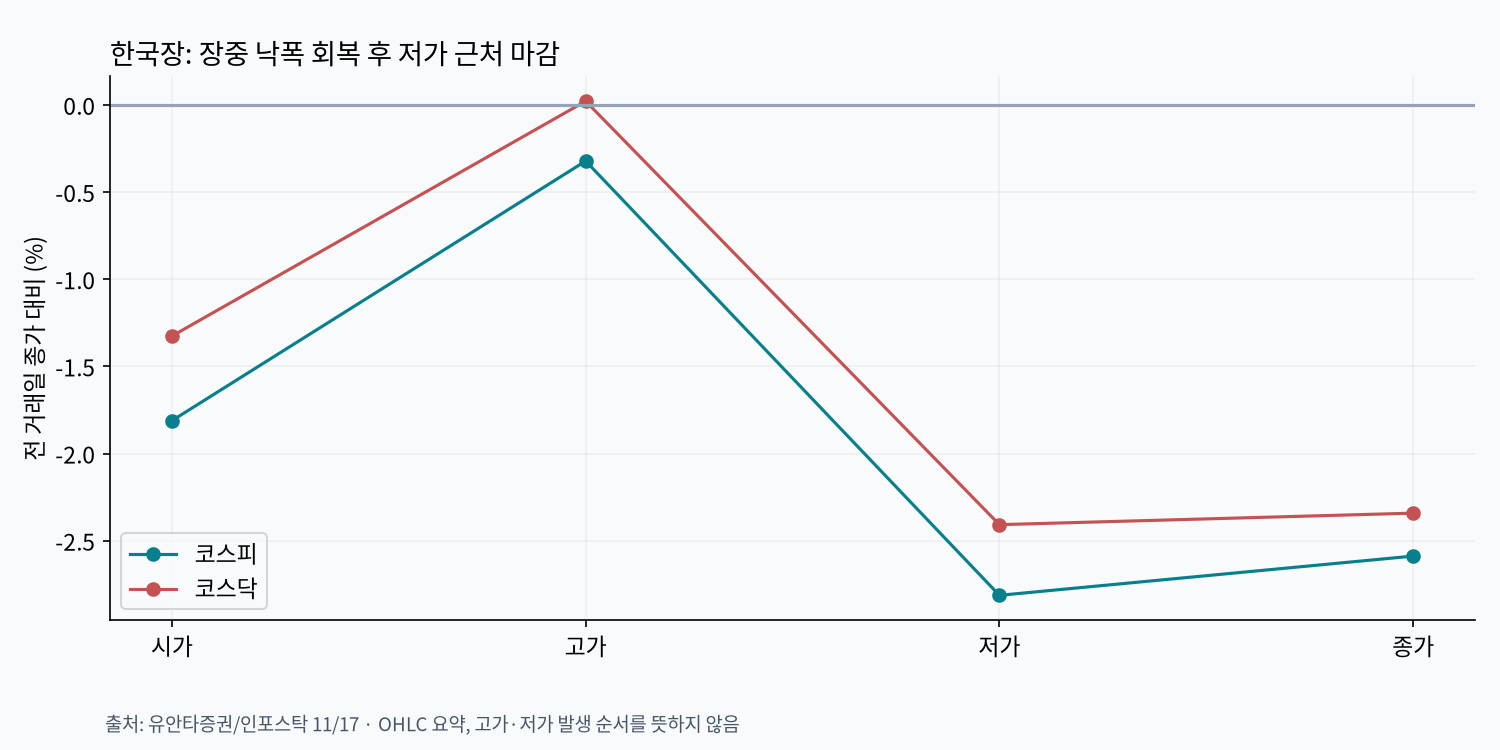 한국장: 장중 낙폭 회복 후 저가 근처 마감
전 거래일 종가 대비 (%)
0.0
-0.5
-1.0
-1.5
-2.0
-2.5
코스피
코스닥
시가 고가 저가 종가
출처: 유안타증권/인포스탁 11/17 · OHLC 요약, 고가·저가 발생 순서를 뜻하지 않음